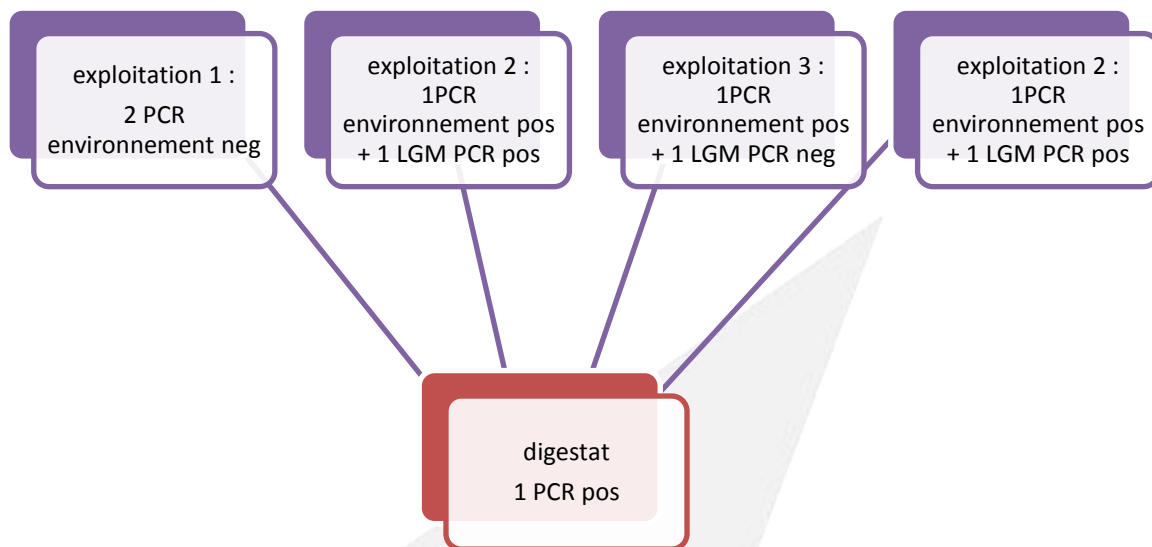 exploitation 1 :
2 PCR
environnement neg
exploitation 2 :
1PCR
environnement pos
+ 1 LGM PCR pos
exploitation 3 :
1PCR
environnement pos
+ 1 LGM PCR neg
exploitation 2 :
1PCR
environnement pos
+ 1 LGM PCR pos
digestat
1 PCR pos